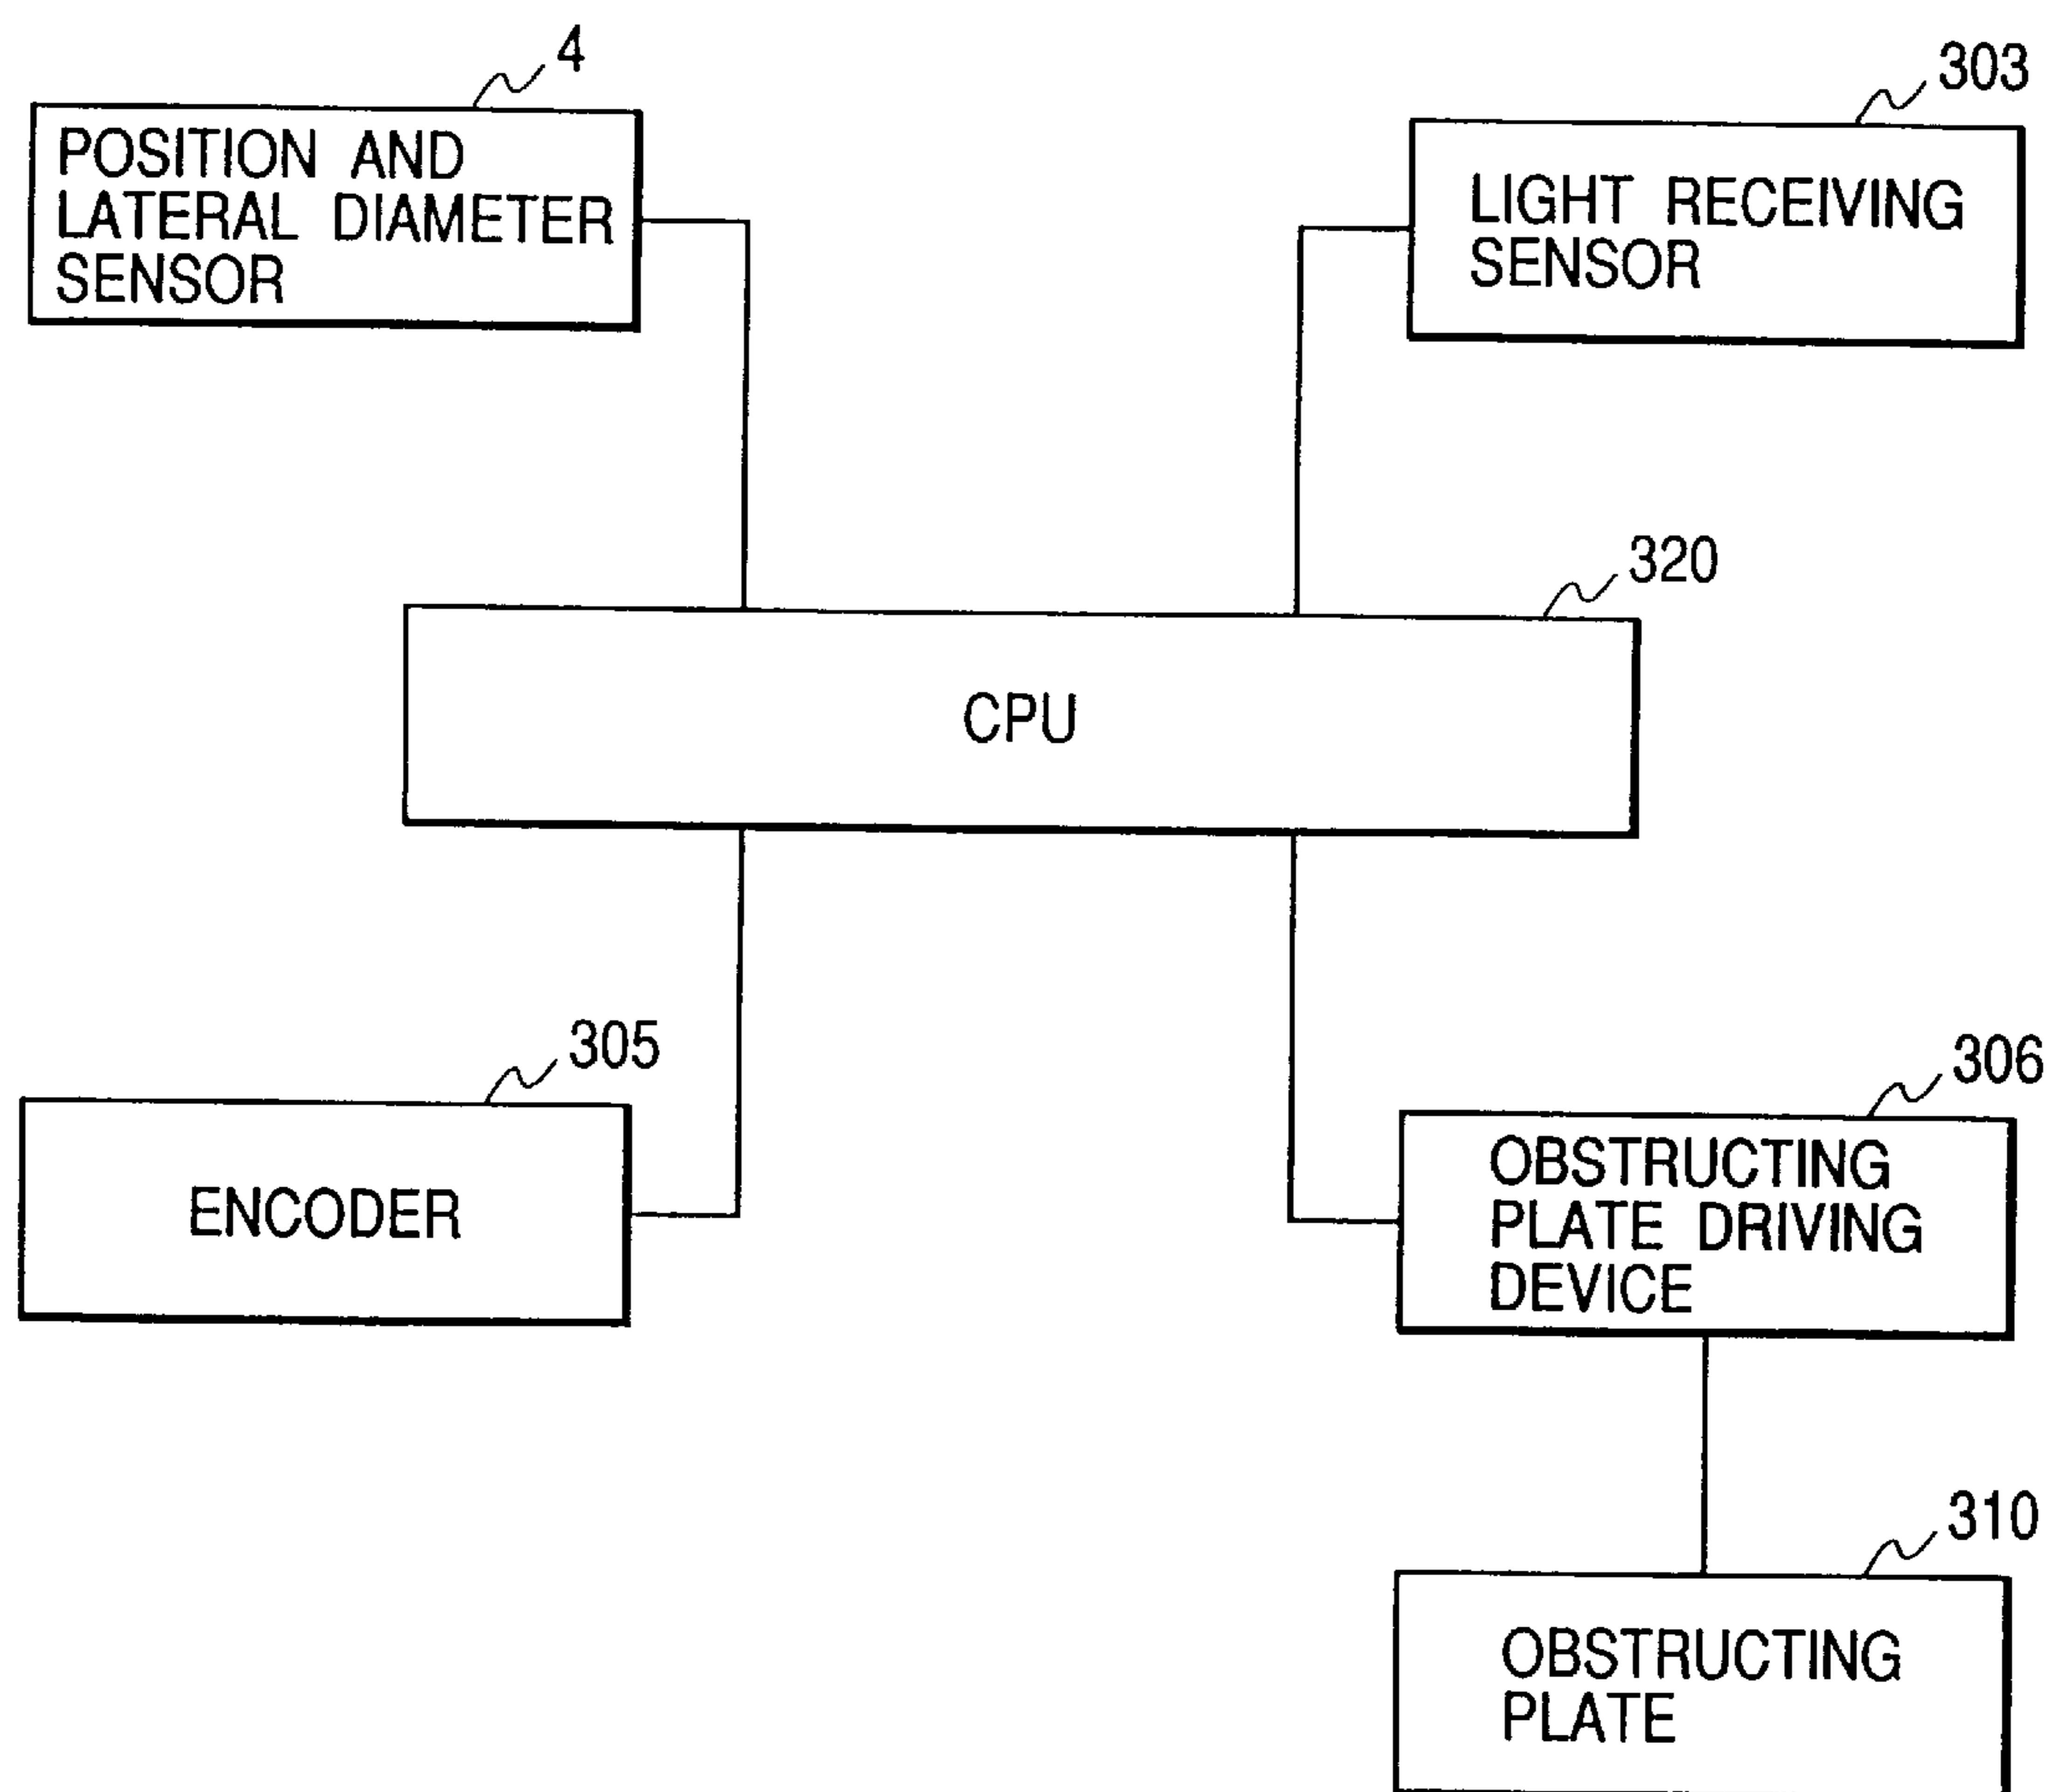 4
POSITION AND
LATERAL DIAMETER
SENSOR
303
LIGHT RECEIVING
SENSOR
320
CPU
305
ENCODER
306
OBSTRUCTING
PLATE DRIVING
DEVICE
310
OBSTRUCTING
PLATE